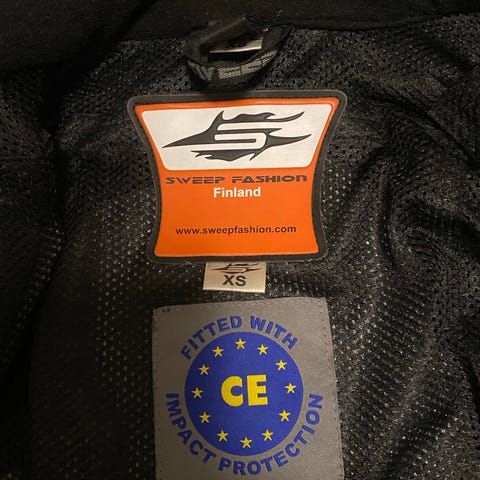 SWEEP FASHION
Finland
www.sweepfashion.com
XS
FITTED WITH
CE
IMPACT PROTECTION